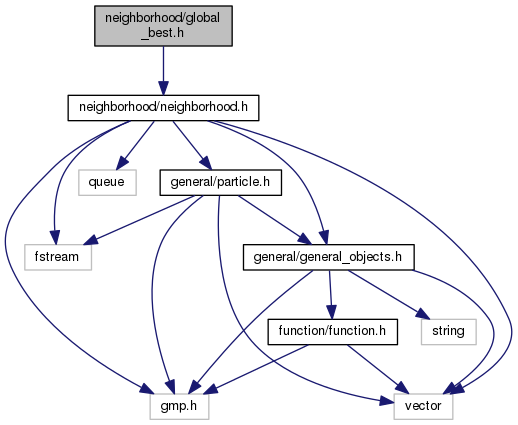 neighborhood/global
_best.h
neighborhood/neighborhood.h
queue
general/particle.h
fstream
general/general_objects.h
function/function.h
string
gmp.h
vector